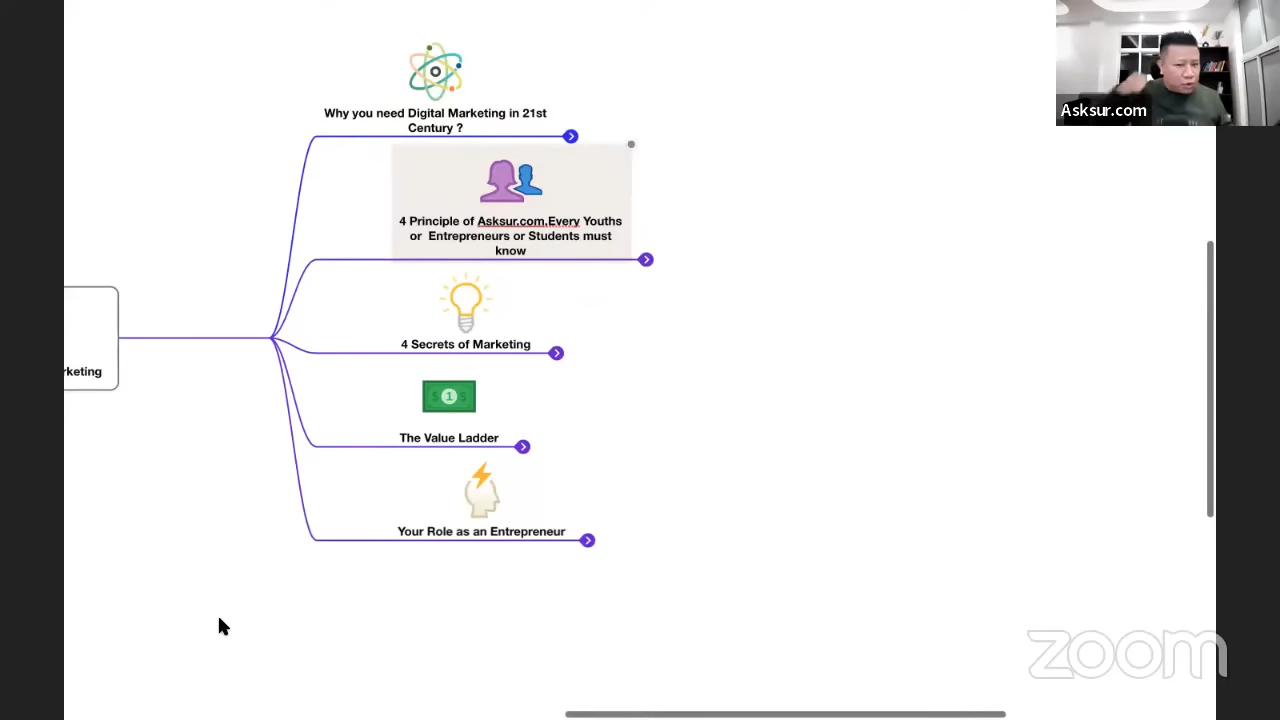 Asksur.com
Why you need Digital Marketing in 21st
Century ?
4 Principle of Asksur.com,Every Youths
or Entrepreneurs or Students must
know
4 Secrets of Marketing
rketing
$ 1 $
The Value Ladder
Your Role as an Entrepreneur
zoom